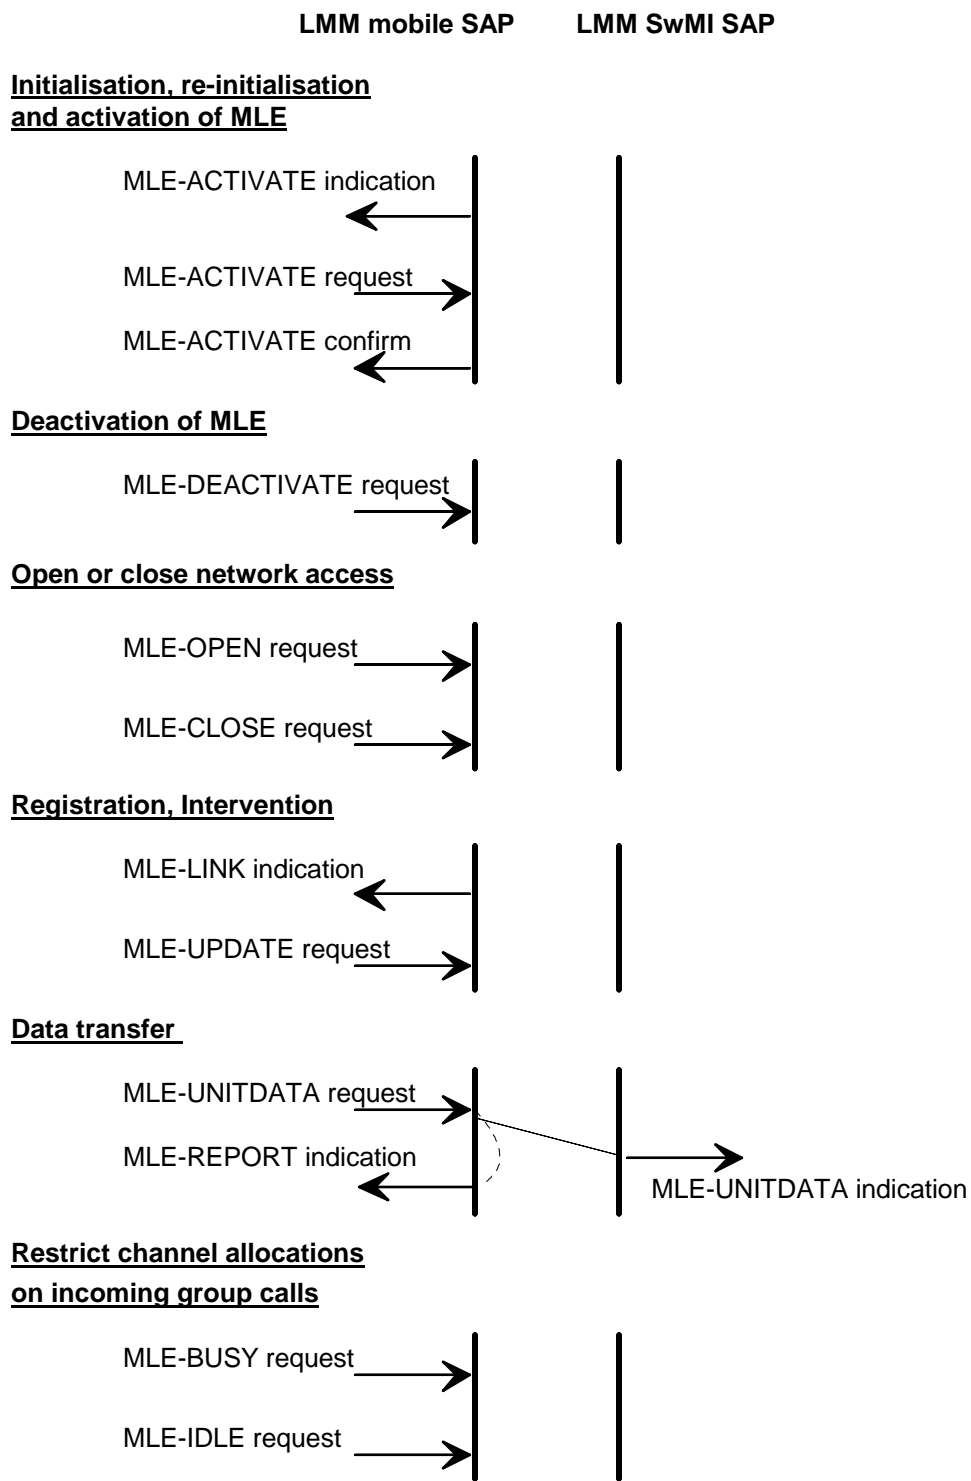 LMM mobile SAP LMM SwMI SAP
Initialisation, re-initialisation
and activation of MLE
MLE-ACTIVATE indication
MLE-ACTIVATE request
MLE-ACTIVATE confirm
Deactivation of MLE
MLE-DEACTIVATE request
Open or close network access
MLE-OPEN request
MLE-CLOSE request
Registration, Intervention
MLE-LINK indication
MLE-UPDATE request
Data transfer
MLE-UNITDATA request
MLE-REPORT indication
MLE-UNITDATA indication
Restrict channel allocations
on incoming group calls
MLE-BUSY request
MLE-IDLE request